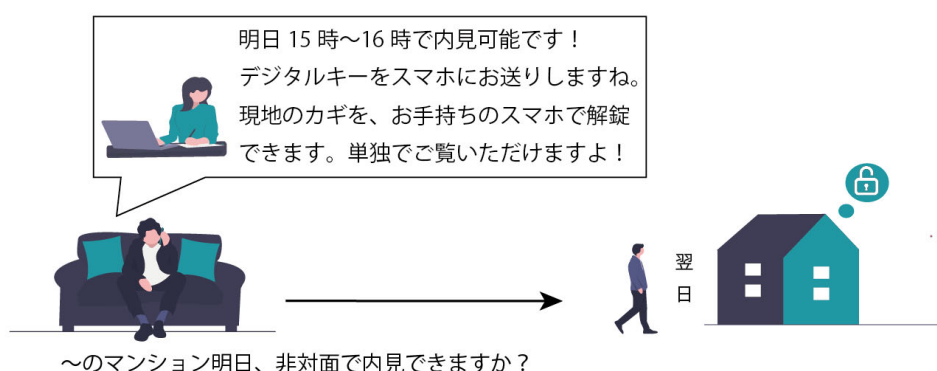 明日 15 時～16 時で内見可能です！
デジタルキーをスマホにお送りしますね。
現地のカギを、お手持ちのスマホで解錠
できます。単独でご覧いただけますよ！
翌日
～のマンション明日、非対面で内見できますか？